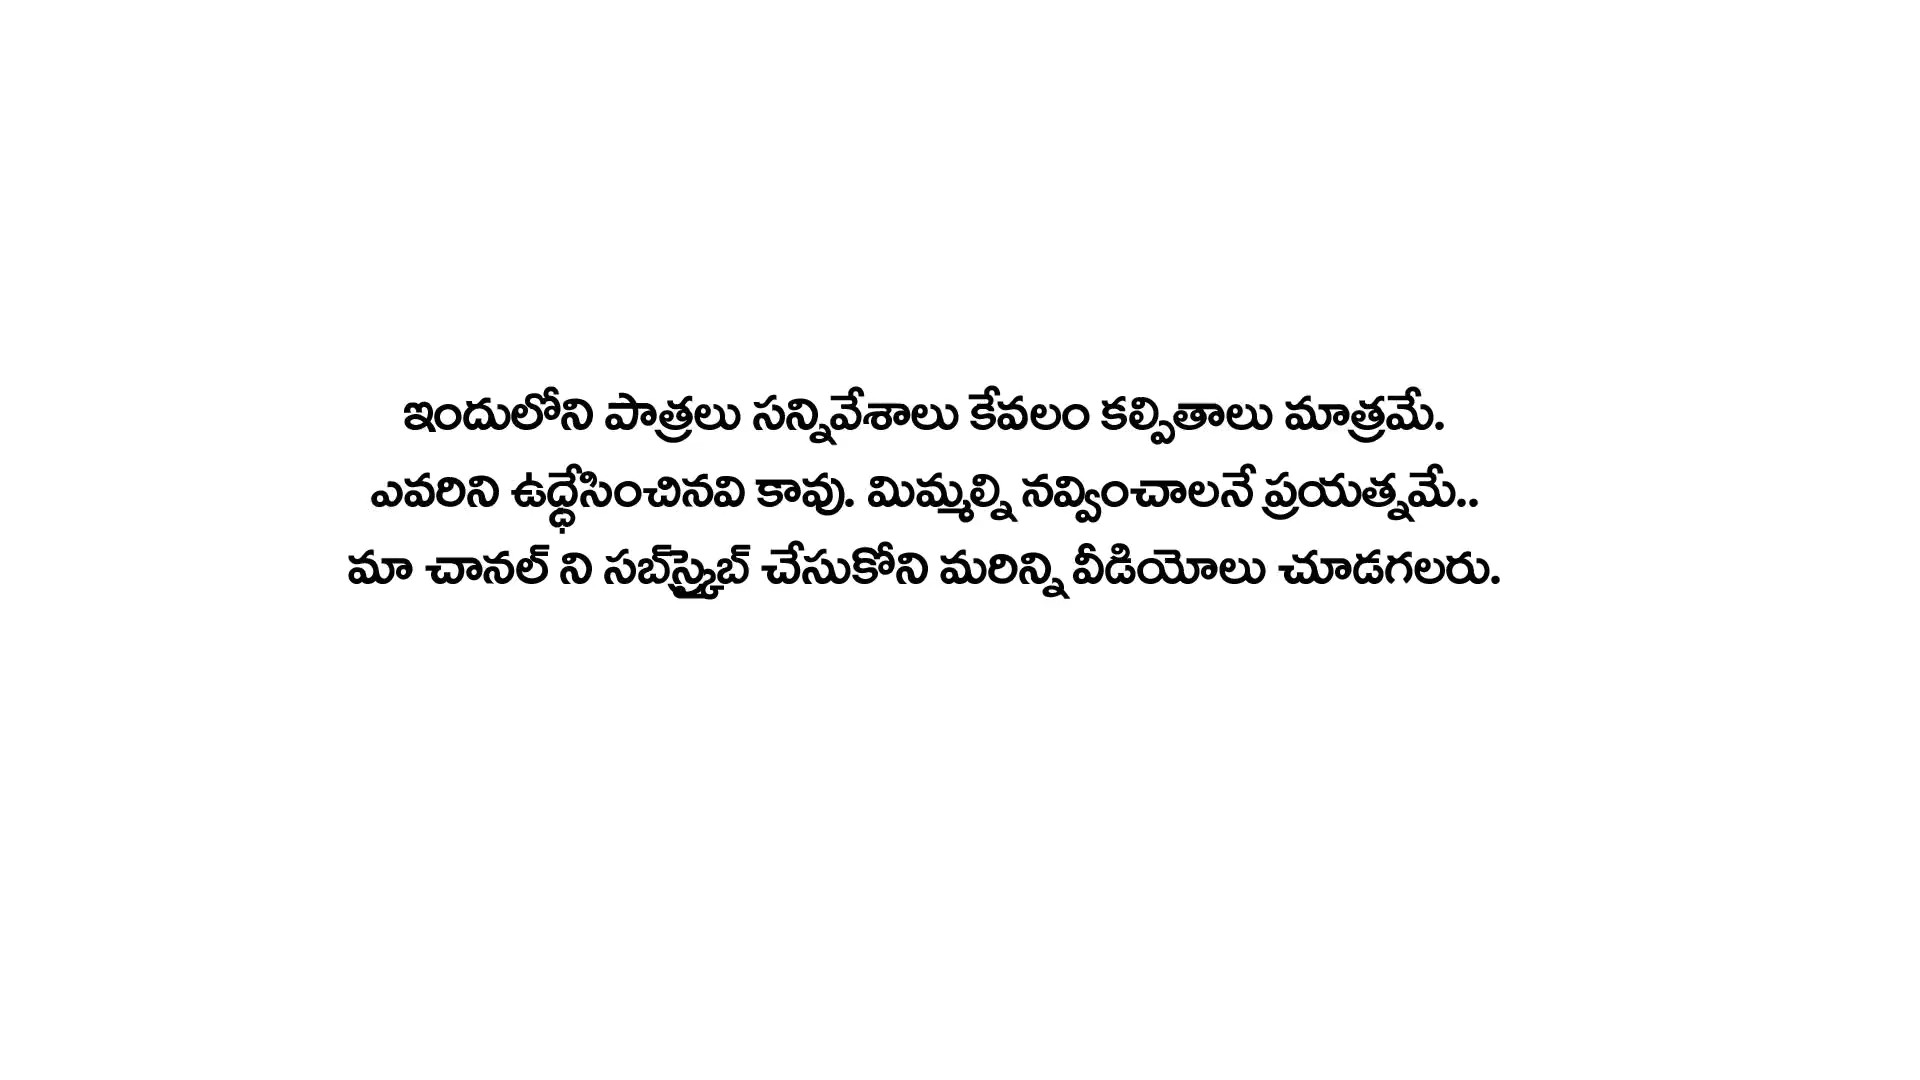 ఇందులోని పాత్రలు సన్నివేశాలు కేవలం కల్పితాలు మాత్రమే.
ఎవరిని ఉద్ధేసించినవి కావు. మిమ్మల్ని నవ్వించాలనే ప్రయత్నమే..
మా చానల్ ని సబ్‌స్క్రైబ్ చేసుకోని మరిన్ని వీడియోలు చూడగలరు.